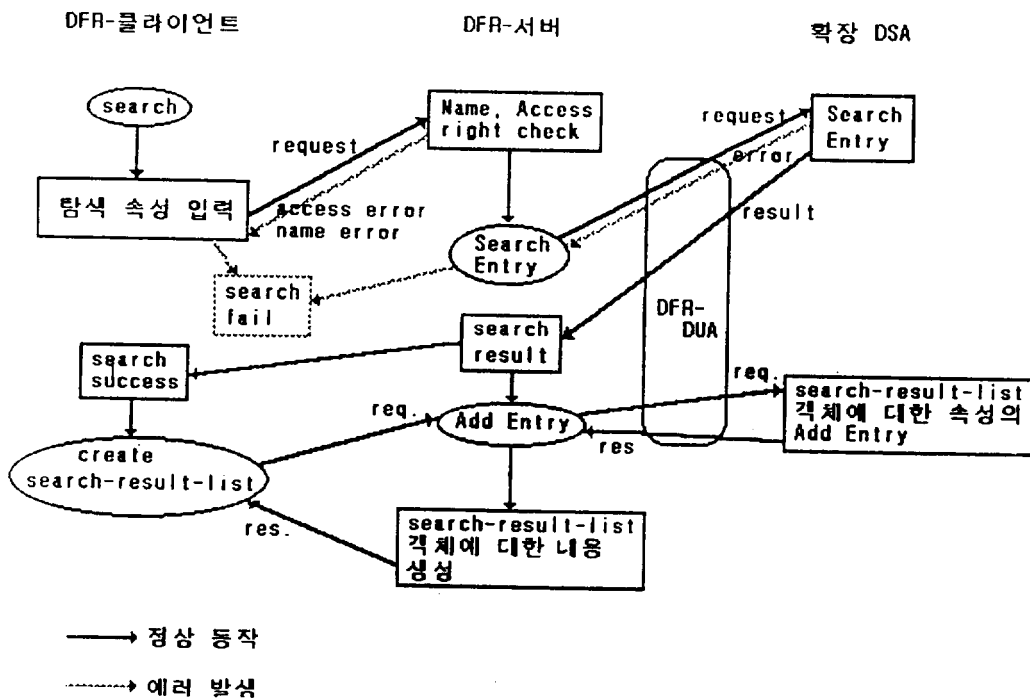 DFR-클라이언트
DFR-서버
확장 DSA
search
Name, Access
right check
Search
Entry
request
request
error
탐색 속성 입력
access error
name error
result
Search
Entry
search
fail
DFR-
DUA
search
result
search
success
req.
req.
search-result-list
객체에 대한 속성의
Add Entry
Add Entry
res
create
search-result-list
res.
search-result-list
객체에 대한 내용
생성
정상 동작
에러 발생